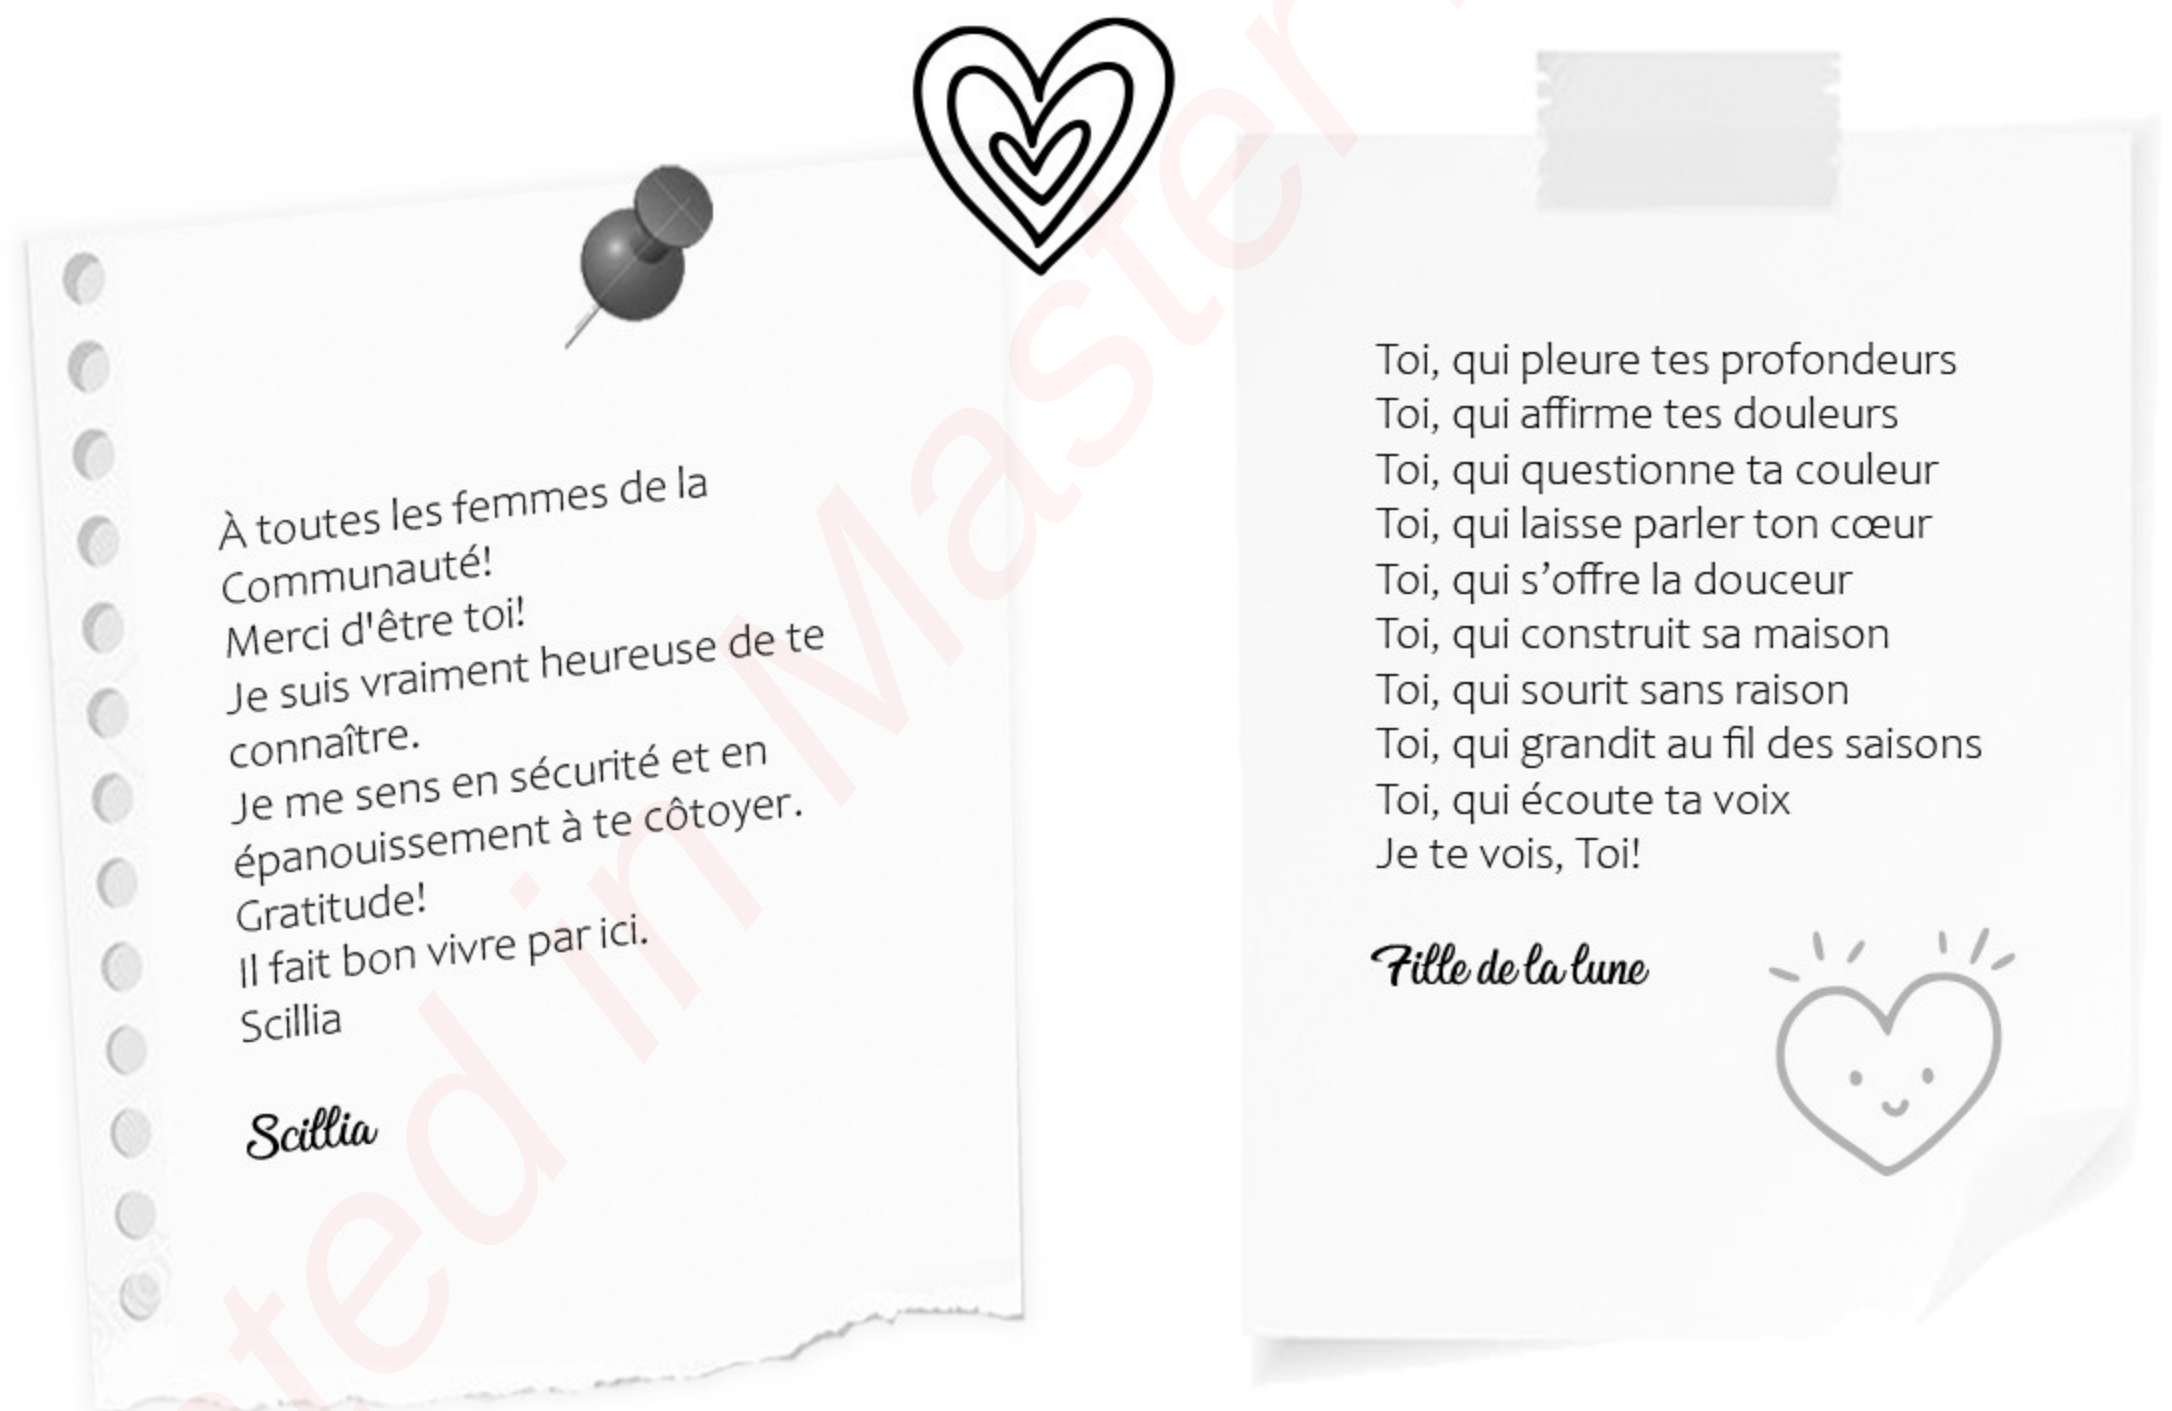 À toutes les femmes de la
Communauté!
Merci d'être toi!
Je suis vraiment heureuse de te
connaître.
Je me sens en sécurité et en
épanouissement à te côtoyer.
Gratitude!
Il fait bon vivre par ici.
Scillia
Scillia
Toi, qui pleure tes profondeurs
Toi, qui affirme tes douleurs
Toi, qui questionne ta couleur
Toi, qui laisse parler ton cœur
Toi, qui s’offre la douceur
Toi, qui construit sa maison
Toi, qui sourit sans raison
Toi, qui grandit au fil des saisons
Toi, qui écoute ta voix
Je te vois, Toi!
Fille de la lune
in Master